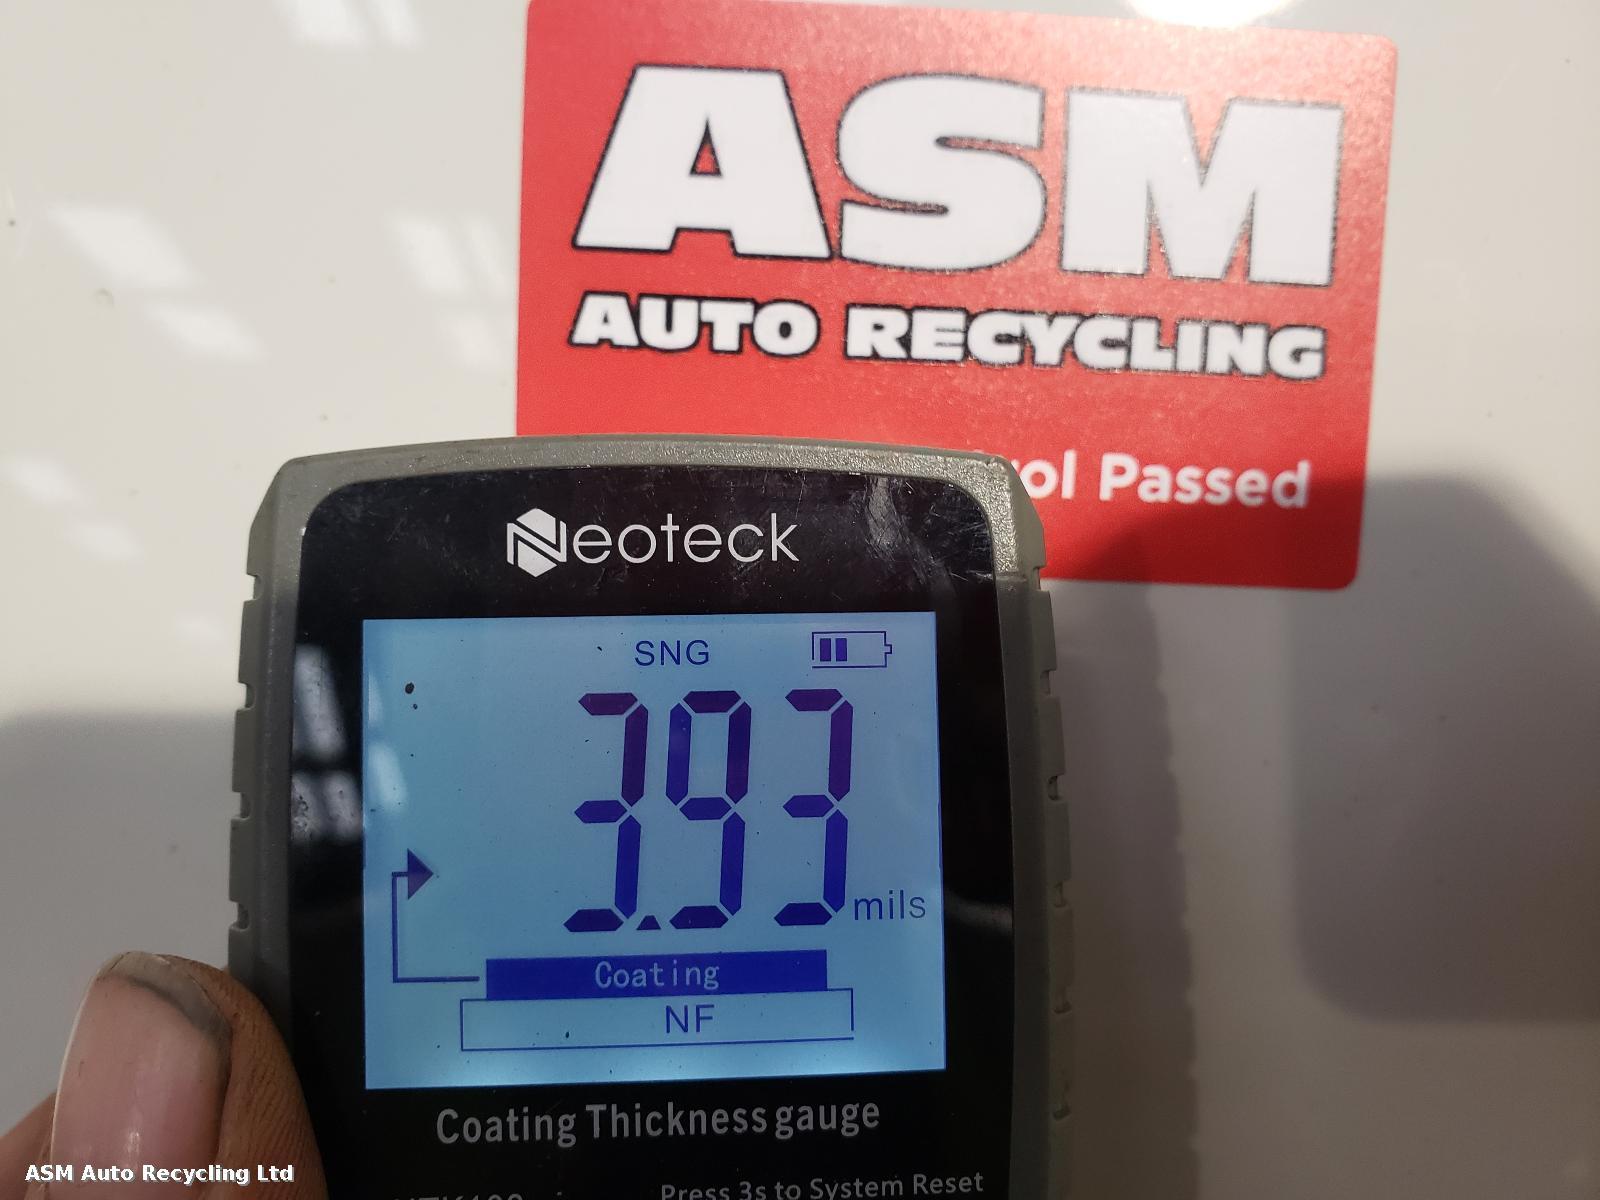 ASM
AUTO RECYCLING
Passed
Neoteck
SNG
3.93 mils
Coating
NF
Coating Thickness gauge
Press 3s to System Reset
ASM Auto Recycling Ltd